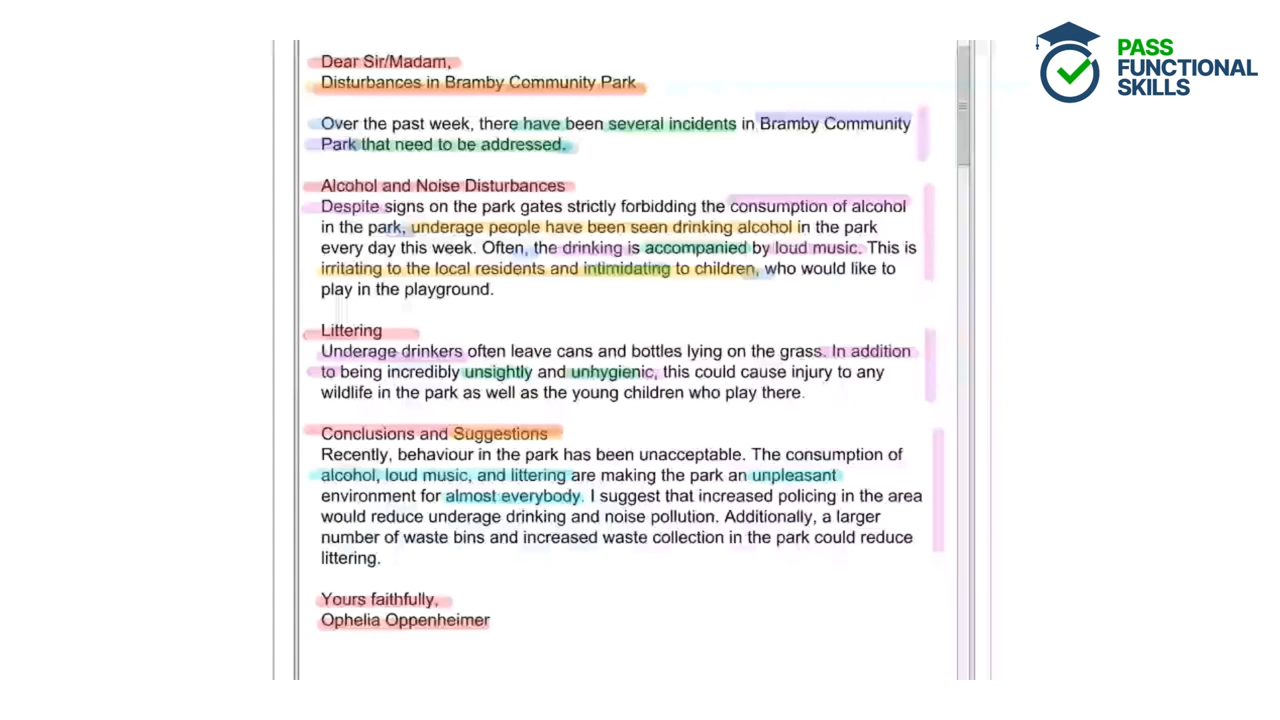 PASS
FUNCTIONAL
SKILLS
Dear Sir/Madam,
Disturbances in Bramby Community Park
Over the past week, there have been several incidents in Bramby Community
Park that need to be addressed.
Alcohol and Noise Disturbances
Despite signs on the park gates strictly forbidding the consumption of alcohol
in the park, underage people have been seen drinking alcohol in the park
every day this week. Often, the drinking is accompanied by loud music. This is
irritating to the local residents and intimidating to children, who would like to
play in the playground.
Littering
Underage drinkers often leave cans and bottles lying on the grass. In addition
to being incredibly unsightly and unhygienic, this could cause injury to any
wildlife in the park as well as the young children who play there.
Conclusions and Suggestions
Recently, behaviour in the park has been unacceptable. The consumption of
alcohol, loud music, and littering are making the park an unpleasant
environment for almost everybody. I suggest that increased policing in the area
would reduce underage drinking and noise pollution. Additionally, a larger
number of waste bins and increased waste collection in the park could reduce
littering.
Yours faithfully,
Ophelia Oppenheimer